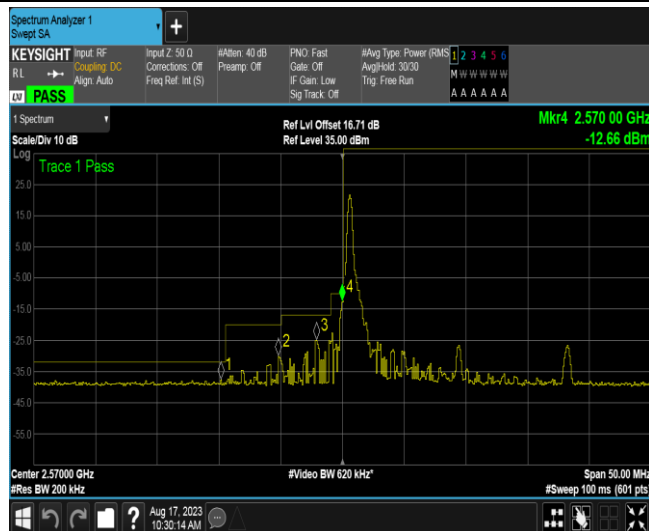 Spectrum Analyzer 1
Swept SA
+
KEYSIGHT
RL
LXI PASS
Input: RF
Coupling: DC
Align: Auto
Input Z: 50 Ω
Corrections: Off
Freq Ref: Int (S)
#Atten: 40 dB
Preamp: Off
PNO: Fast
Gate: Off
IF Gain: Low
Sig Track: Off
#Avg Type: Power (RMS
Avg|Hold: 30/30
Trig: Free Run
1 2 3 4 5 6
M W W W W W
A A A A A A
1 Spectrum
Scale/Div 10 dB
Ref Lvl Offset 16.71 dB
Ref Level 35.00 dBm
Mkr4 2.570 00 GHz
-12.66 dBm
Log
Trace 1 Pass
25.0
15.0
5.00
-5.00
-15.0
-25.0
-35.0
-45.0
-55.0
1
2
3
4
Center 2.57000 GHz
#Res BW 200 kHz
#Video BW 620 kHz*
Span 50.00 MHz
#Sweep 100 ms (601 pts)
?
Aug 17, 2023
10:30:14 AM